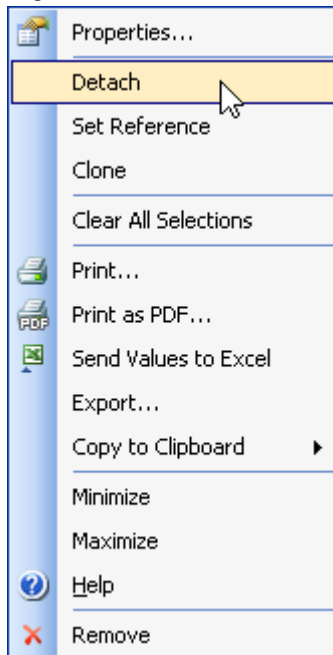 Properties...
Detach
Set Reference
Clone
Clear All Selections
Print...
PDF
Print as PDF...
Send Values to Excel
Export...
Copy to Clipboard
Minimize
Maximize
Help
Remove